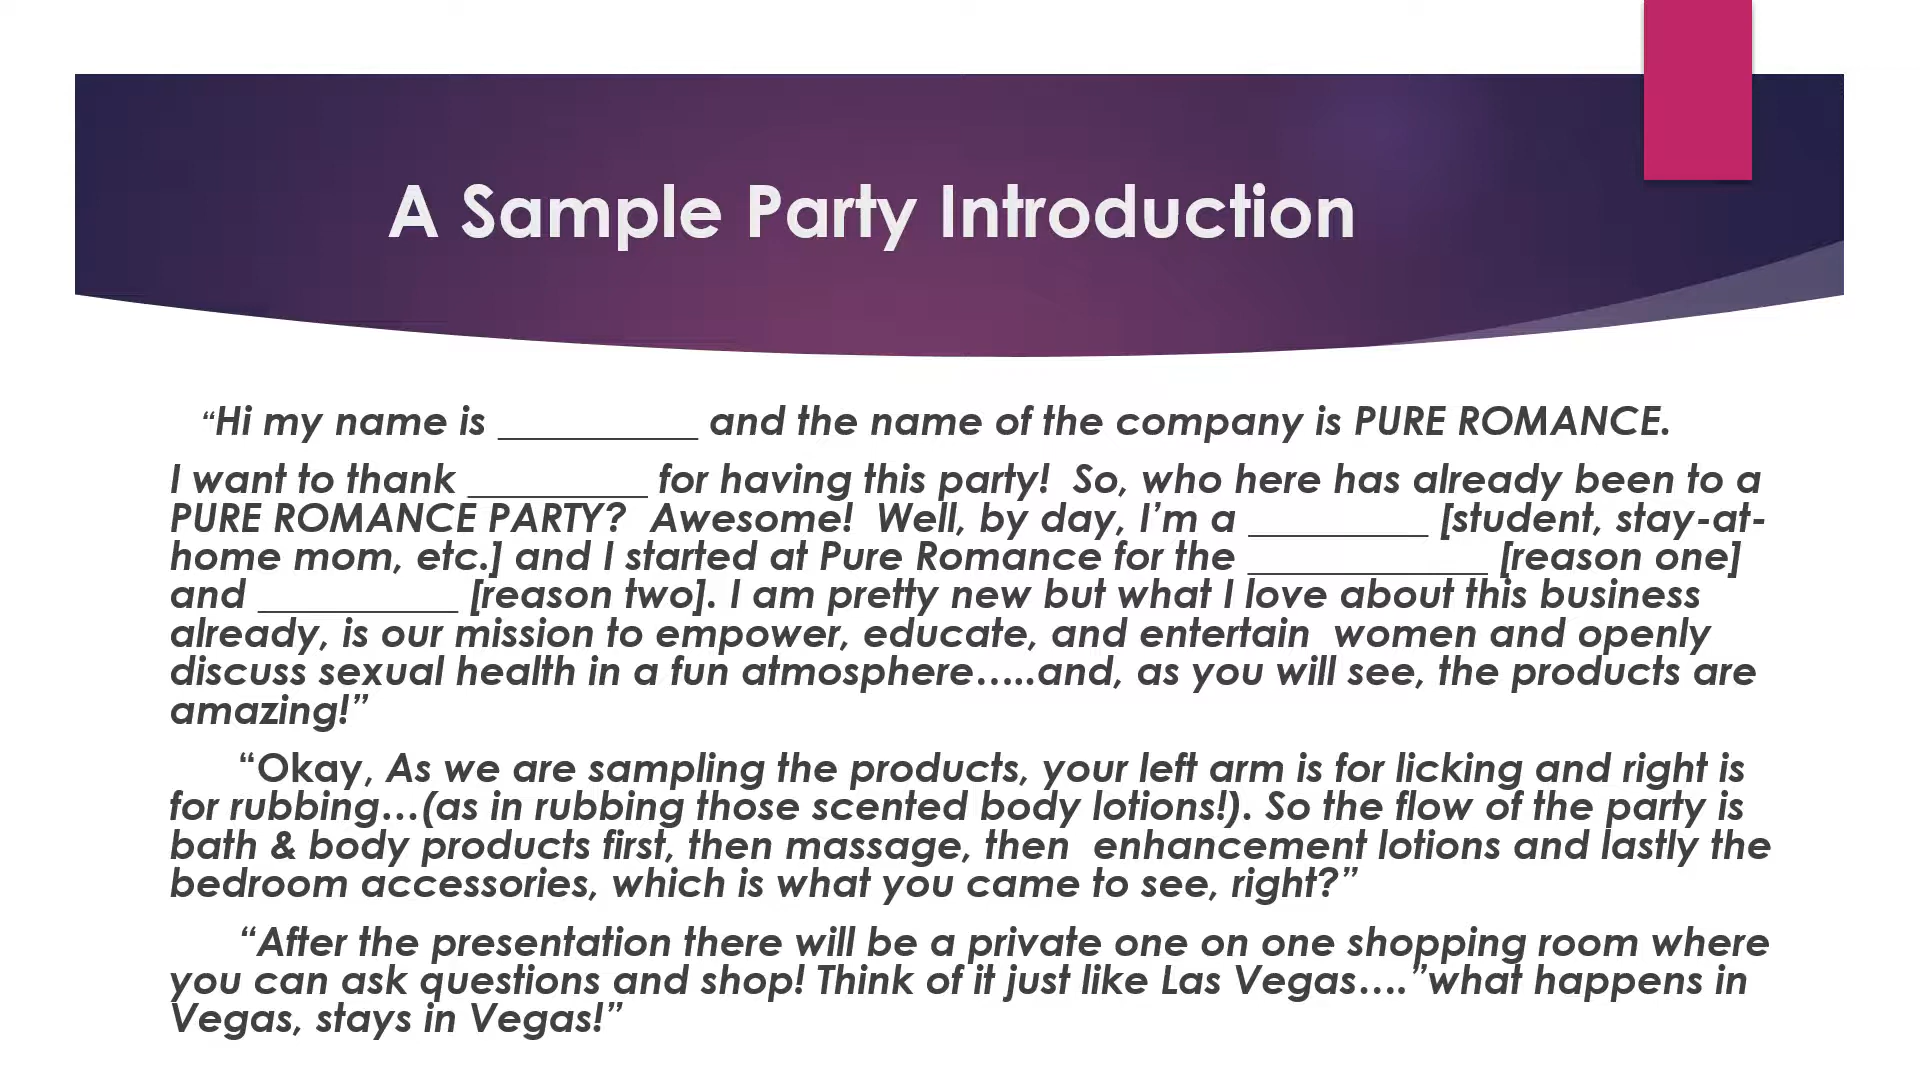 A Sample Party Introduction
“Hi my name is __________ and the name of the company is PURE ROMANCE.
I want to thank _________ for having this party!  So, who here has already been to a
PURE ROMANCE PARTY?  Awesome!  Well, by day, I’m a _________ [student, stay-at-
home mom, etc.] and I started at Pure Romance for the ____________ [reason one]
and __________ [reason two]. I am pretty new but what I love about this business
already, is our mission to empower, educate, and entertain  women and openly
discuss sexual health in a fun atmosphere…..and, as you will see, the products are
amazing!”
“Okay, As we are sampling the products, your left arm is for licking and right is
for rubbing…(as in rubbing those scented body lotions!). So the flow of the party is
bath & body products first, then massage, then  enhancement lotions and lastly the
bedroom accessories, which is what you came to see, right?”
“After the presentation there will be a private one on one shopping room where
you can ask questions and shop! Think of it just like Las Vegas….”what happens in
Vegas, stays in Vegas!”